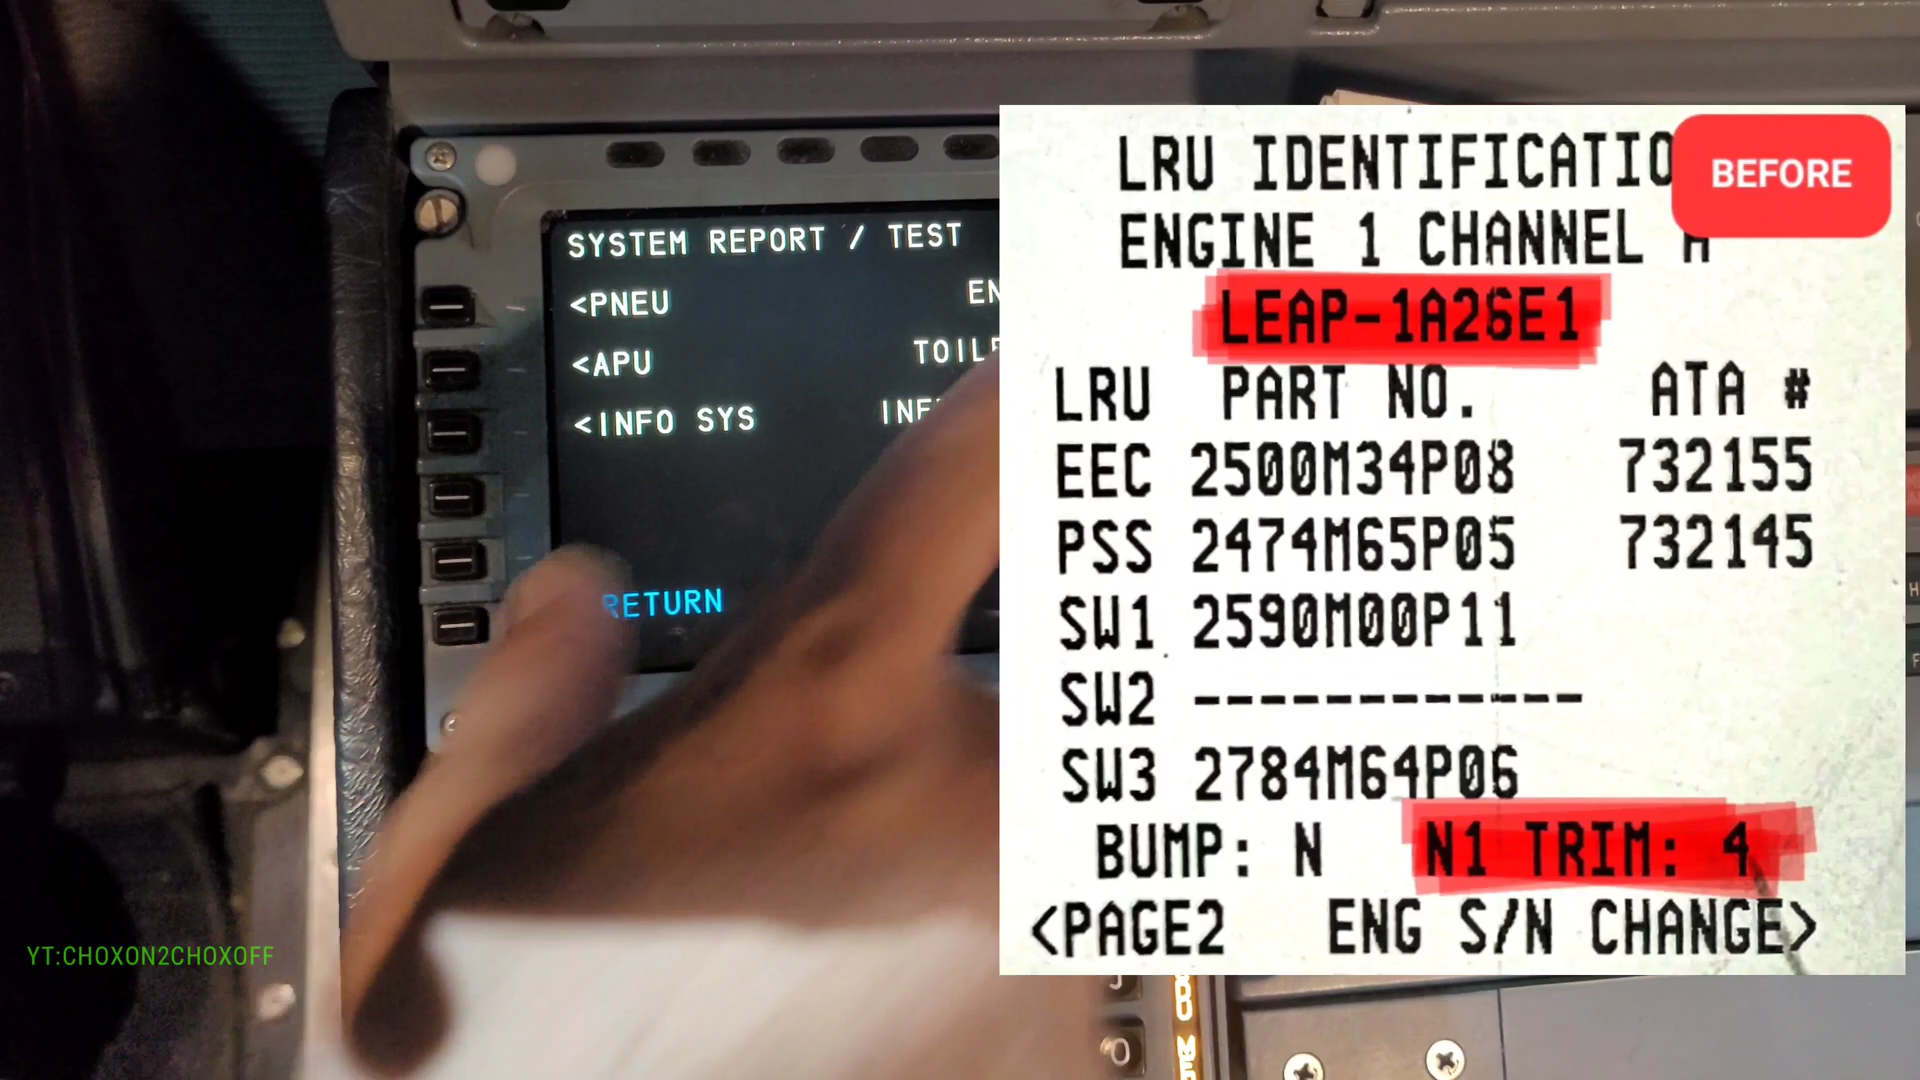 SYSTEM REPORT / TEST
<PNEU EN
<APU TOIL
<INFO SYS INE
RETURN
BEFORE
LRU IDENTIFICATIO
ENGINE 1 CHANNEL A
LEAP-1A26E1
LRU PART NO. ATA #
EEC 2500M34P08 732155
PSS 2474M65P05 732145
SW1 2590M00P11
SW2 ------------
SW3 2784M64P06
BUMP: N N1 TRIM: 4
<PAGE2 ENG S/N CHANGE>
YT:CHOXON2CHOXOFF